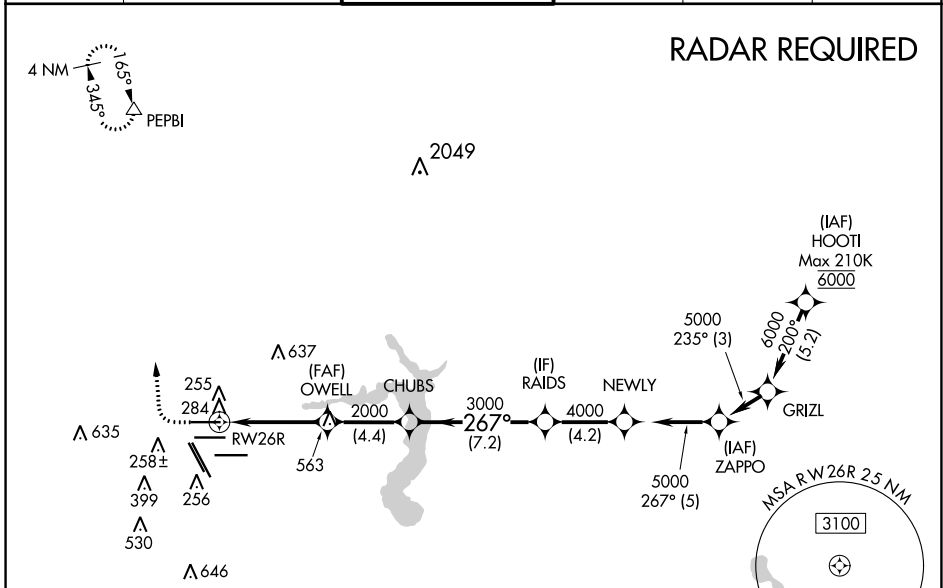 RADAR REQUIRED
4 NM
165°
345°
PEPBI
2049
(IAF)
HOOTI
Max 210K
6000
6000
200°
(5.2)
5000
235° (3)
GRIZL
637
(FAF)
OWELL
CHUBS
(IF)
RAIDS
NEWLY
255
284
2000
(4.4)
3000
267°
(7.2)
4000
(4.2)
(IAF)
ZAPPO
635
RW26R
563
5000
267° (5)
258±
399
256
530
646
MSA RW26R 25 NM
3100